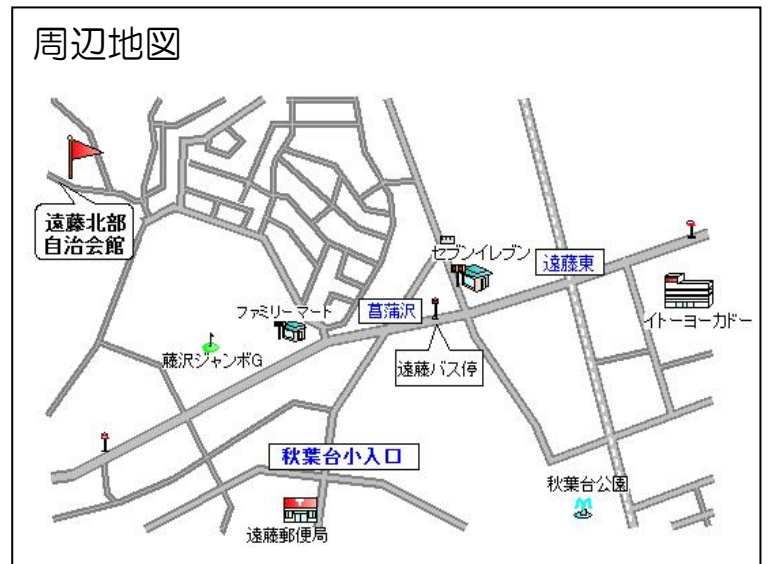 周辺地図
遠藤北部
自治会館
セブンイレブン
遠藤東
ファミリーマート
菖蒲沢
イトーヨーカドー
藤沢ジャンボG
遠藤バス停
秋葉台小入口
秋葉台公園
遠藤郵便局